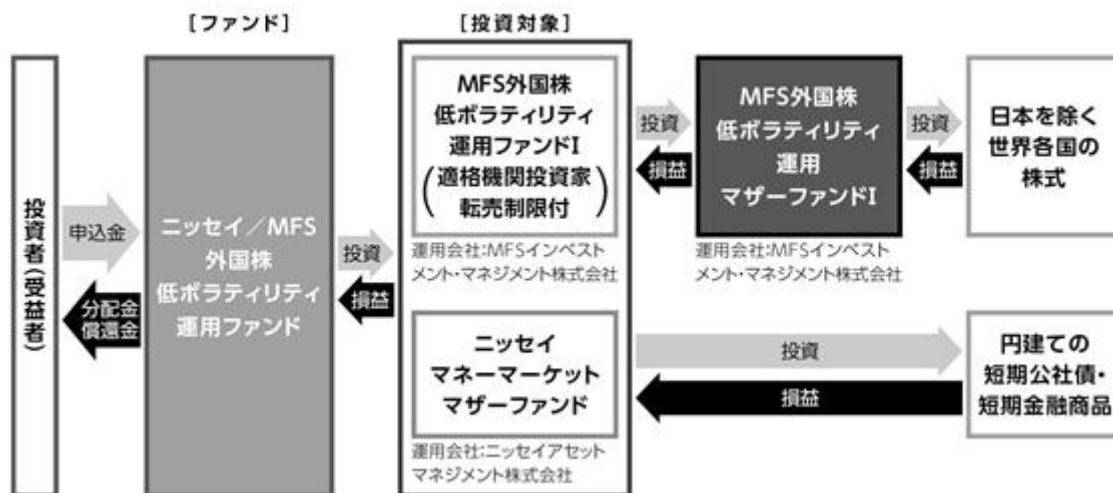 [ファンド]
[投資対象]
投資者(受益者)
申込金
分配金
償還金
ニッセイ／MFS
外国株
低ボラティリティ
運用ファンド
投資
損益
MFS外国株
低ボラティリティ
運用ファンドI
(適格機関投資家
転売制限付)
運用会社:MFSインベスト
メント・マネジメント株式会社
投資
損益
MFS外国株
低ボラティリティ
運用
マザーファンドI
運用会社:MFSインベスト
メント・マネジメント株式会社
投資
損益
日本を除く
世界各国の
株式
ニッセイ
マネーマーケット
マザーファンド
運用会社:ニッセイアセット
マネジメント株式会社
投資
損益
円建ての
短期公社債・
短期金融商品